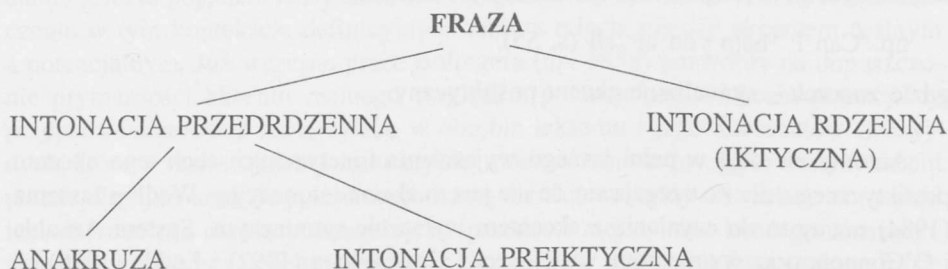 FRAZA
INTONACJA PRZEDRDZENNA
INTONACJA RDZENNA
(IKTYCZNA)
ANAKRUZA
INTONACJA PREIKTYCZNA